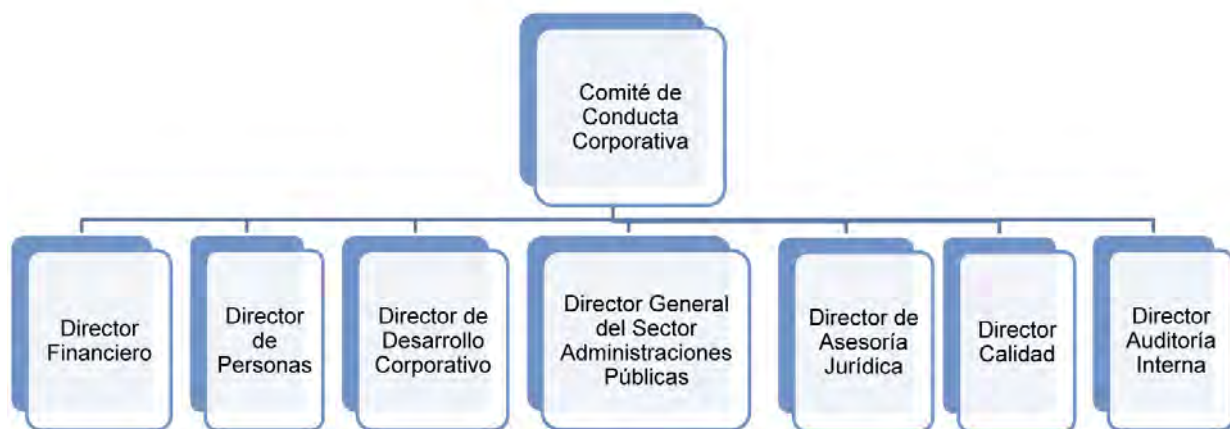 Comité de
Conducta
Corporativa
Director
Financiero
Director
de
Personas
Director de
Desarrollo
Corporativo
Director General
del Sector
Administraciones
Públicas
Director de
Asesoría
Jurídica
Director
Calidad
Director
Auditoría
Interna